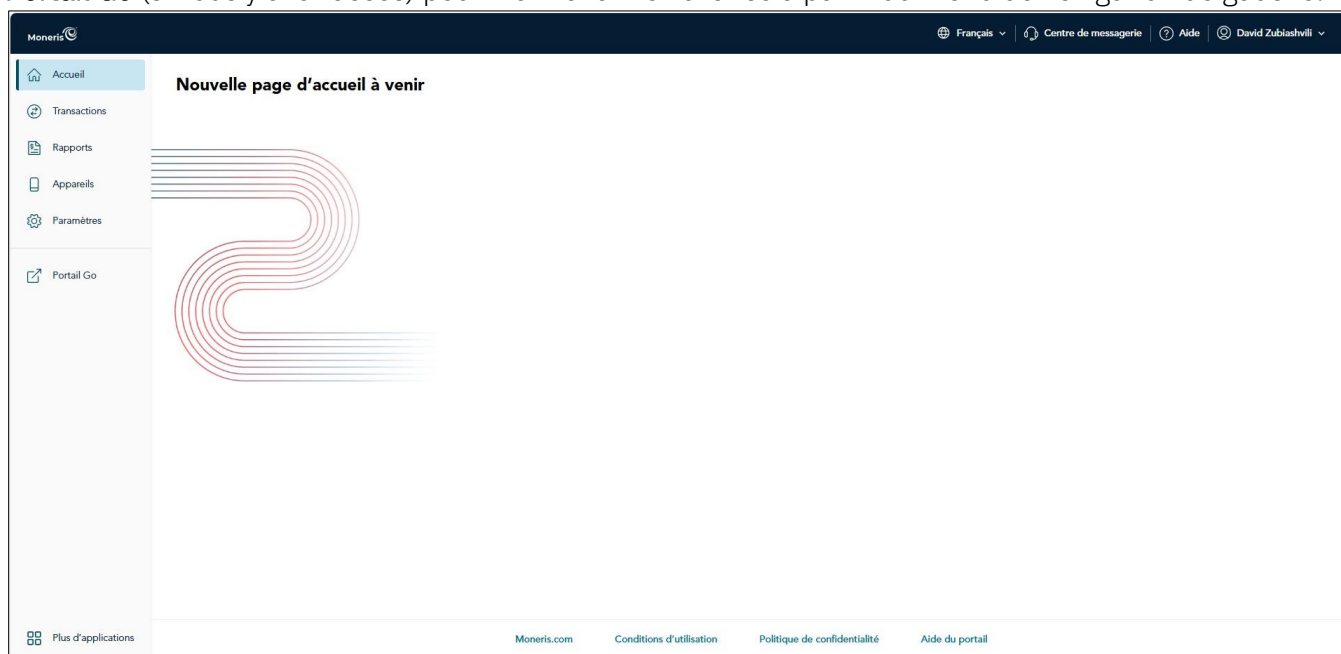 Moneris
Français
Centre de messagerie
Aide
David Zubiashvili
Accueil
Transactions
Rapports
Appareils
Paramètres
Portail Go
Plus d'applications
Nouvelle page d'accueil à venir
Moneris.com
Conditions d'utilisation
Politique de confidentialité
Aide du portail